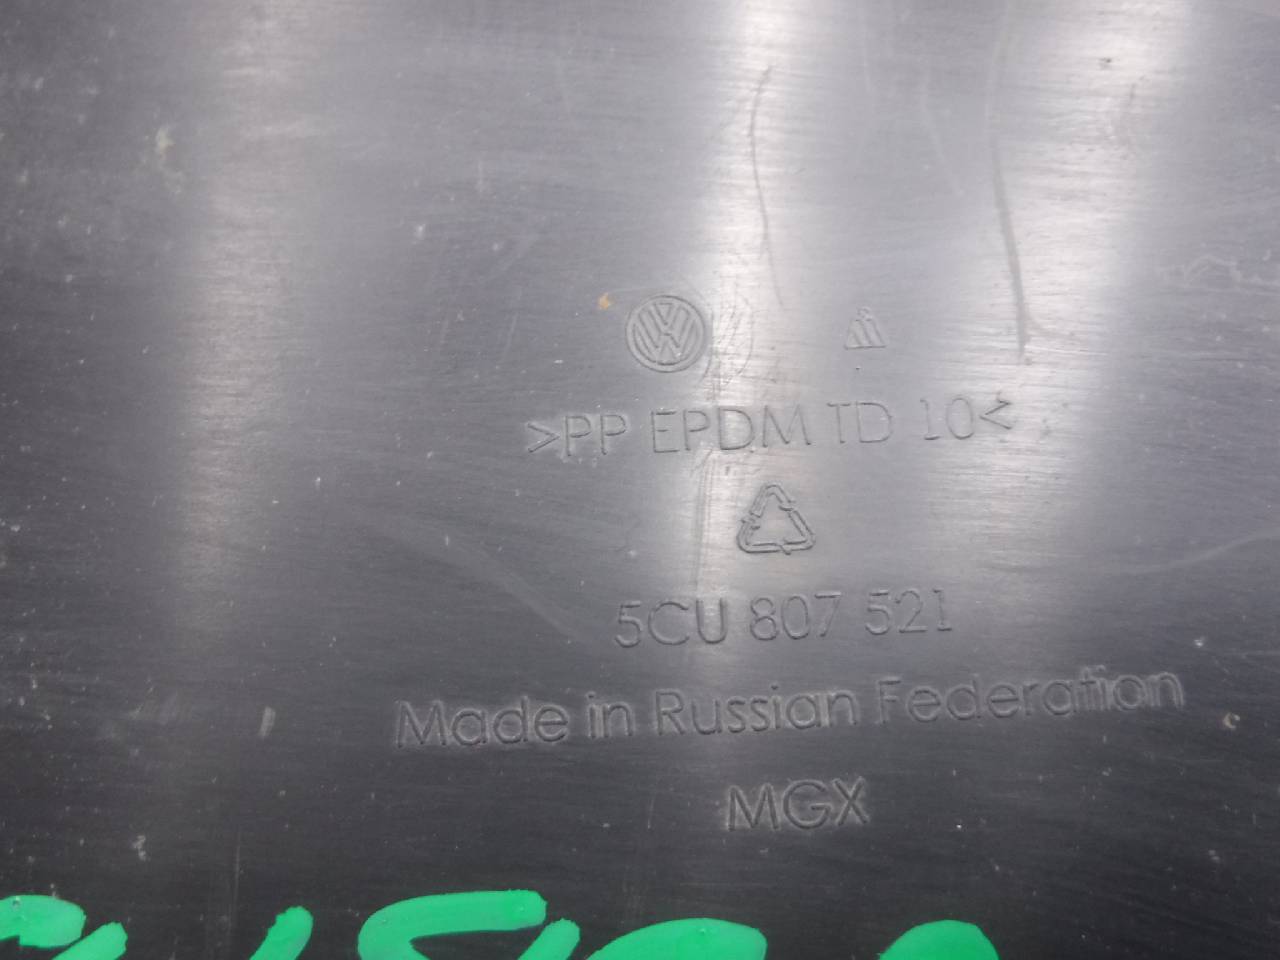 >PP EPDM TD 10<
5CU 807 521
Made in Russian Federation
MGX